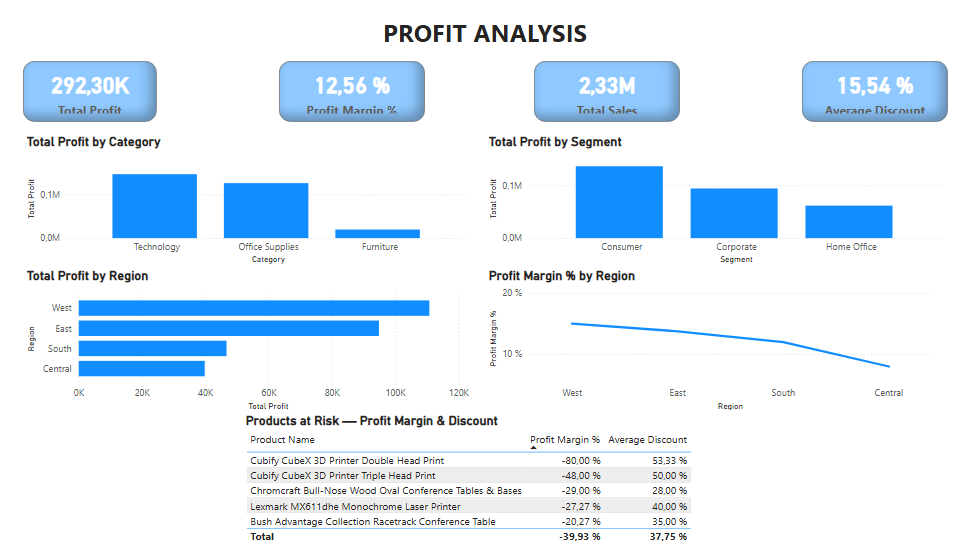 PROFIT ANALYSIS
292,30K
Total Profit
12,56 %
Profit Margin %
2,33M
Total Sales
15,54 %
Average Discount
Total Profit by Category
Total Profit
0,1M
0,0M
Technology Office Supplies Furniture
Category
Total Profit by Segment
Total Profit
0,1M
0,0M
Consumer Corporate Home Office
Segment
Total Profit by Region
Region
West
East
South
Central
0K 20K 40K 60K 80K 100K 120K
Total Profit
Profit Margin % by Region
Profit Margin %
20 %
10 %
West East South Central
Region
Products at Risk — Profit Margin & Discount
Product Name Profit Margin % Average Discount
Cubify CubeX 3D Printer Double Head Print -80,00 % 53,33 %
Cubify CubeX 3D Printer Triple Head Print -48,00 % 50,00 %
Chromcraft Bull-Nose Wood Oval Conference Tables & Bases -29,00 % 28,00 %
Lexmark MX611dhe Monochrome Laser Printer -27,27 % 40,00 %
Bush Advantage Collection Racetrack Conference Table -20,27 % 35,00 %
Total -39,93 % 37,75 %